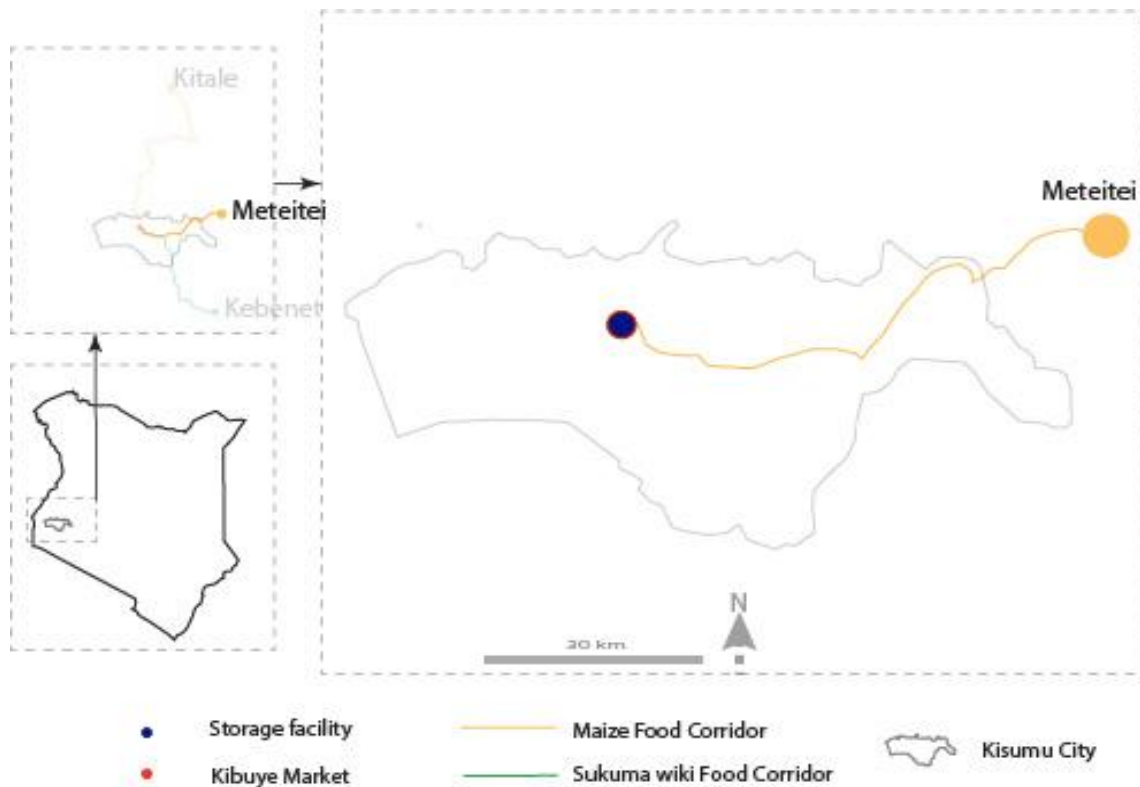 Kitale
Meteitei
Kebenet
Meteitei
N
20 km
Storage facility
Maize Food Corridor
Kisumu City
Kibuye Market
Sukuma wiki Food Corridor